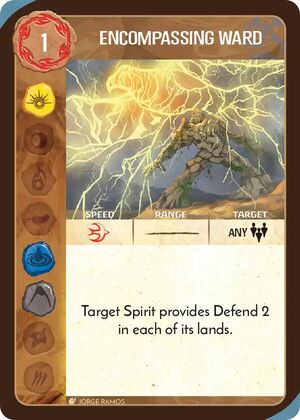 1 ENCOMPASSING WARD
SPEED RANGE TARGET
ANY
Target Spirit provides Defend 2
in each of its lands.
JORGE RAMOS